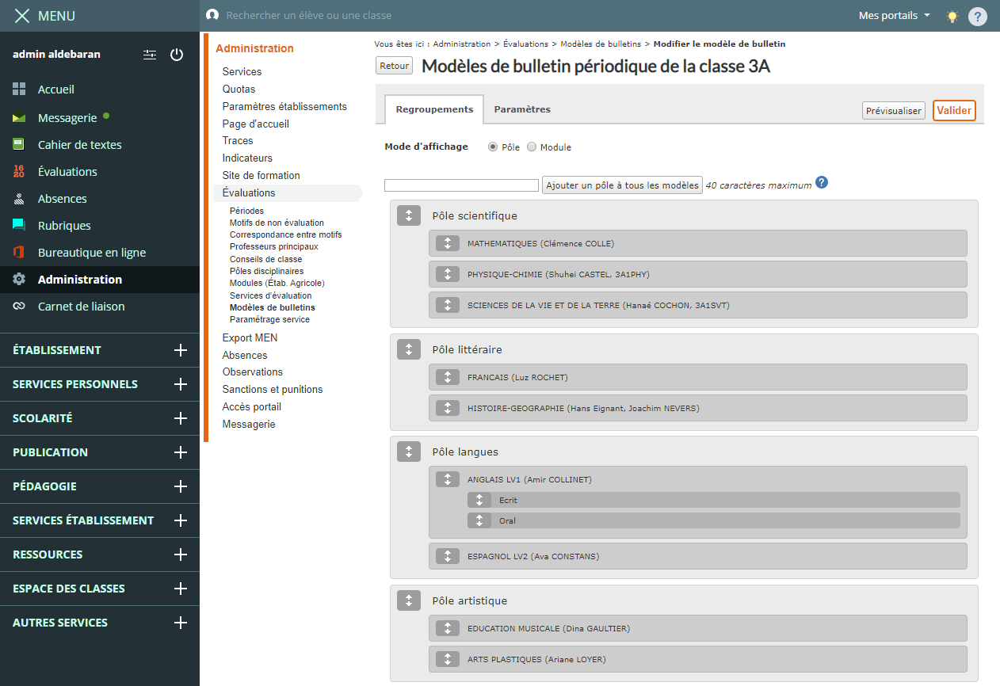 MENU
Rechercher un élève ou une classe
Mes portails
?
admin aldebaran
Accueil
Messagerie
Cahier de textes
16
20
Évaluations
Absences
Rubriques
Bureautique en ligne
Administration
Carnet de liaison
ÉTABLISSEMENT
SERVICES PERSONNELS
SCOLARITÉ
PUBLICATION
PÉDAGOGIE
SERVICES ÉTABLISSEMENT
RESSOURCES
ESPACE DES CLASSES
AUTRES SERVICES
Administration
Services
Quotas
Paramètres établissements
Page d'accueil
Traces
Indicateurs
Site de formation
Évaluations
Périodes
Motifs de non évaluation
Correspondance entre motifs
Professeurs principaux
Conseils de classe
Pôles disciplinaires
Modules (Étab. Agricole)
Services d'évaluation
Modèles de bulletins
Paramétrage service
Export MEN
Absences
Observations
Sanctions et punitions
Accès portail
Messagerie
Vous êtes ici : Administration > Évaluations > Modèles de bulletins > Modifier le modèle de bulletin
Retour Modèles de bulletin périodique de la classe 3A
Regroupements Paramètres Prévisualiser Valider
Mode d'affichage Pôle Module
Ajouter un pôle à tous les modèles 40 caractères maximum ?
Pôle scientifique
MATHEMATIQUES (Clémence COLLE)
PHYSIQUE-CHIMIE (Shuhei CASTEL, 3A1PHY)
SCIENCES DE LA VIE ET DE LA TERRE (Hanaé COCHON, 3A1SVT)
Pôle littéraire
FRANCAIS (Luz ROCHET)
HISTOIRE-GEOGRAPHIE (Hans Eignant, Joachim NEVERS)
Pôle langues
ANGLAIS LV1 (Amir COLLINET)
Ecrit
Oral
ESPAGNOL LV2 (Ava CONSTANS)
Pôle artistique
EDUCATION MUSICALE (Dina GAULTIER)
ARTS PLASTIQUES (Ariane LOYER)